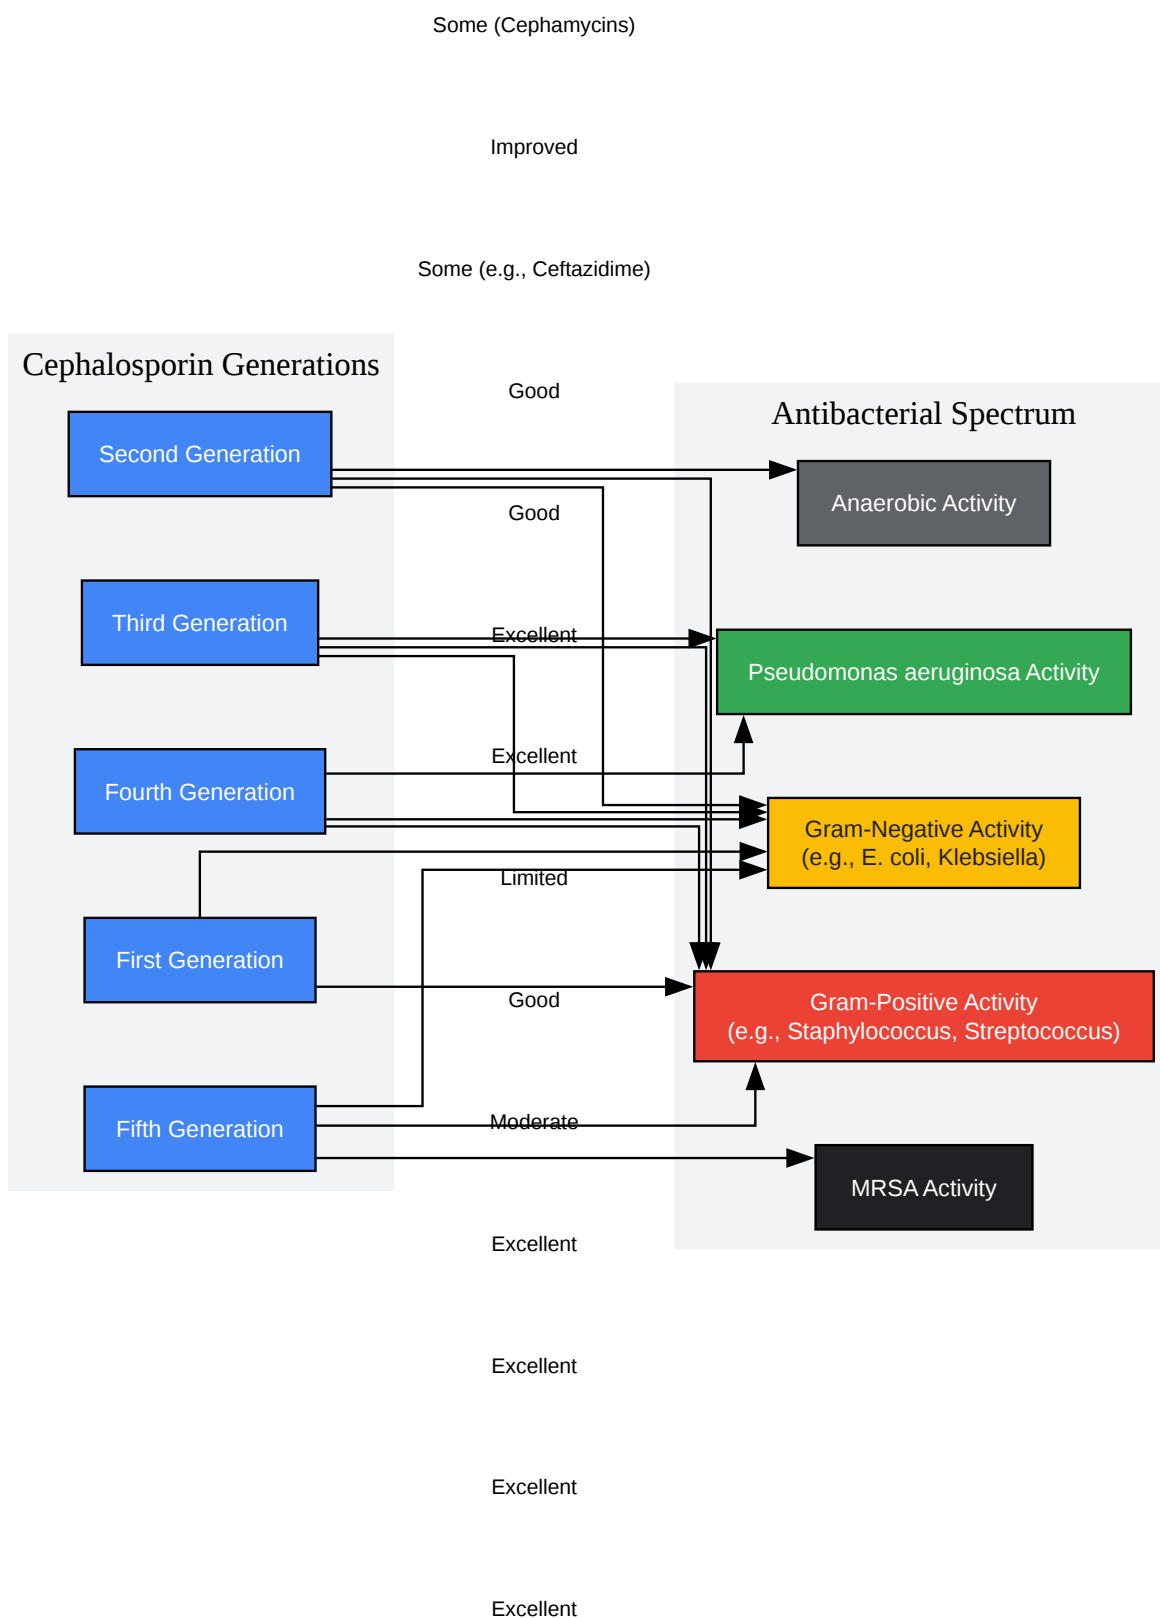 Some (Cephamycins)
Improved
Some (e.g., Ceftazidime)
Cephalosporin Generations
Good
Antibacterial Spectrum
Second Generation
Anaerobic Activity
Good
Third Generation
Excellent
Pseudomonas aeruginosa Activity
Excellent
Fourth Generation
Gram-Negative Activity
(e.g., E. coli, Klebsiella)
Limited
First Generation
Good
Gram-Positive Activity
(e.g., Staphylococcus, Streptococcus)
Moderate
Fifth Generation
MRSA Activity
Excellent
Excellent
Excellent
Excellent